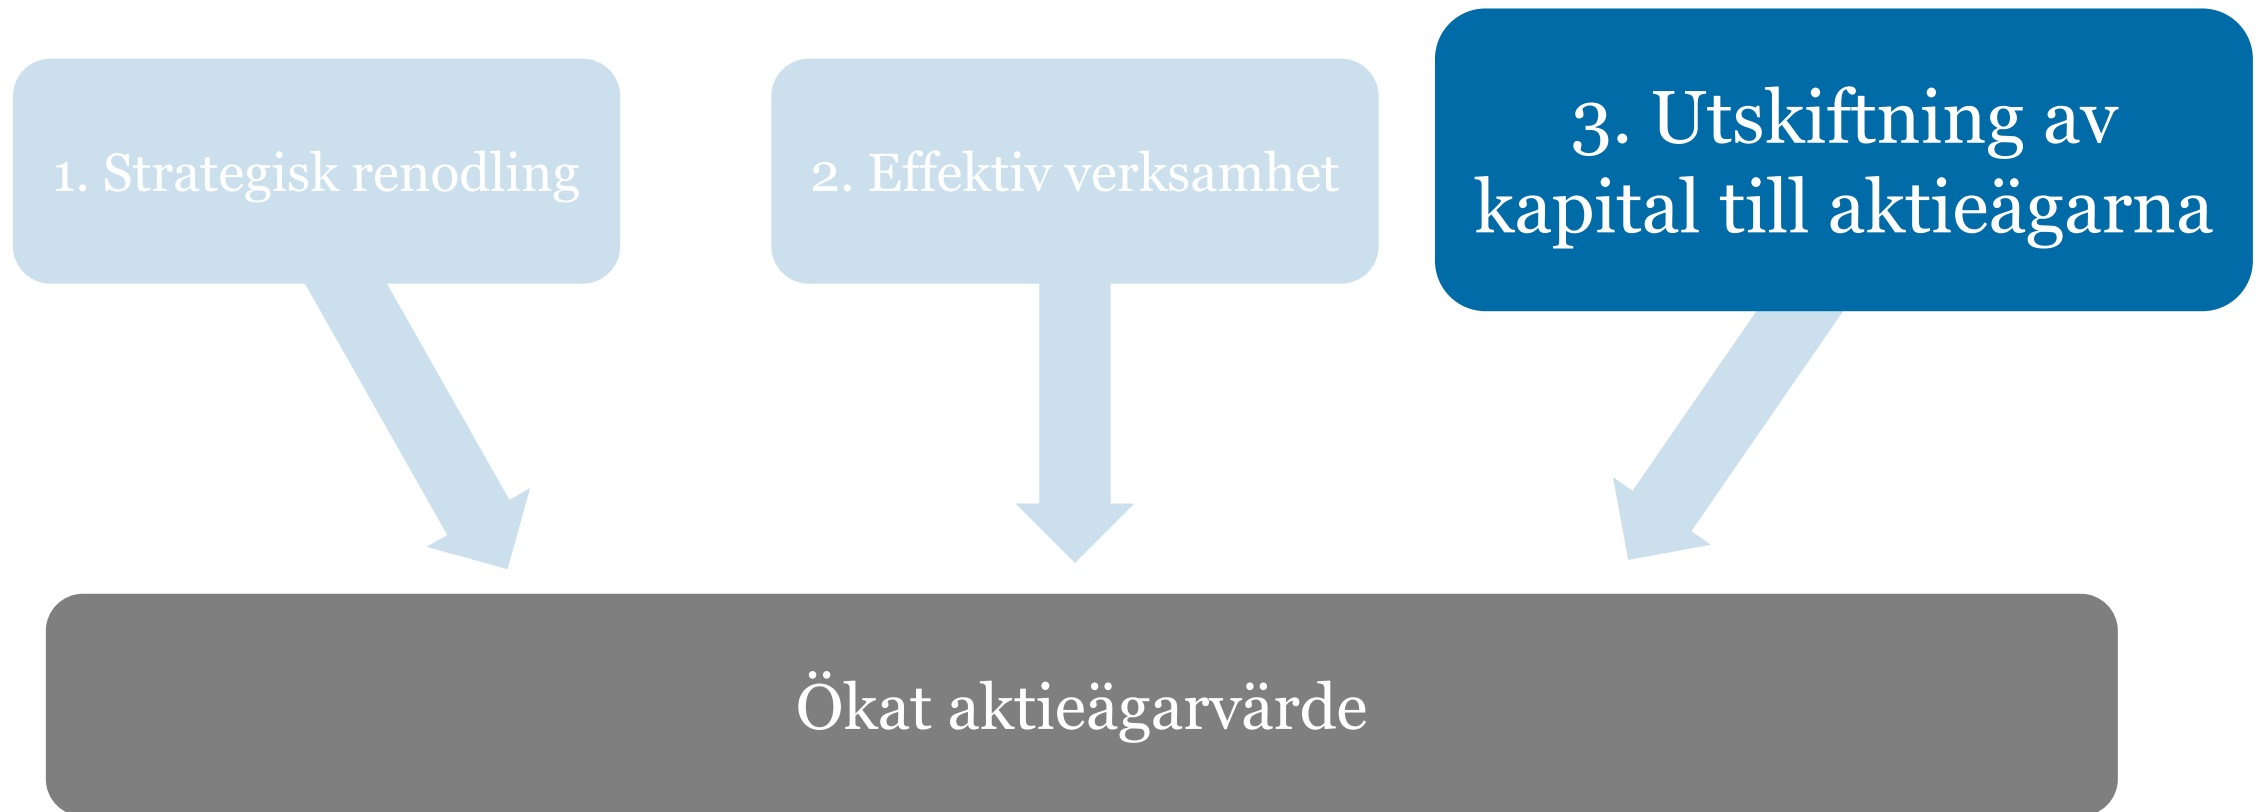 1. Strategisk renodling
2. Effektiv verksamhet
3. Utskiftning av
kapital till aktieägarna
Ökat aktieägarvärde